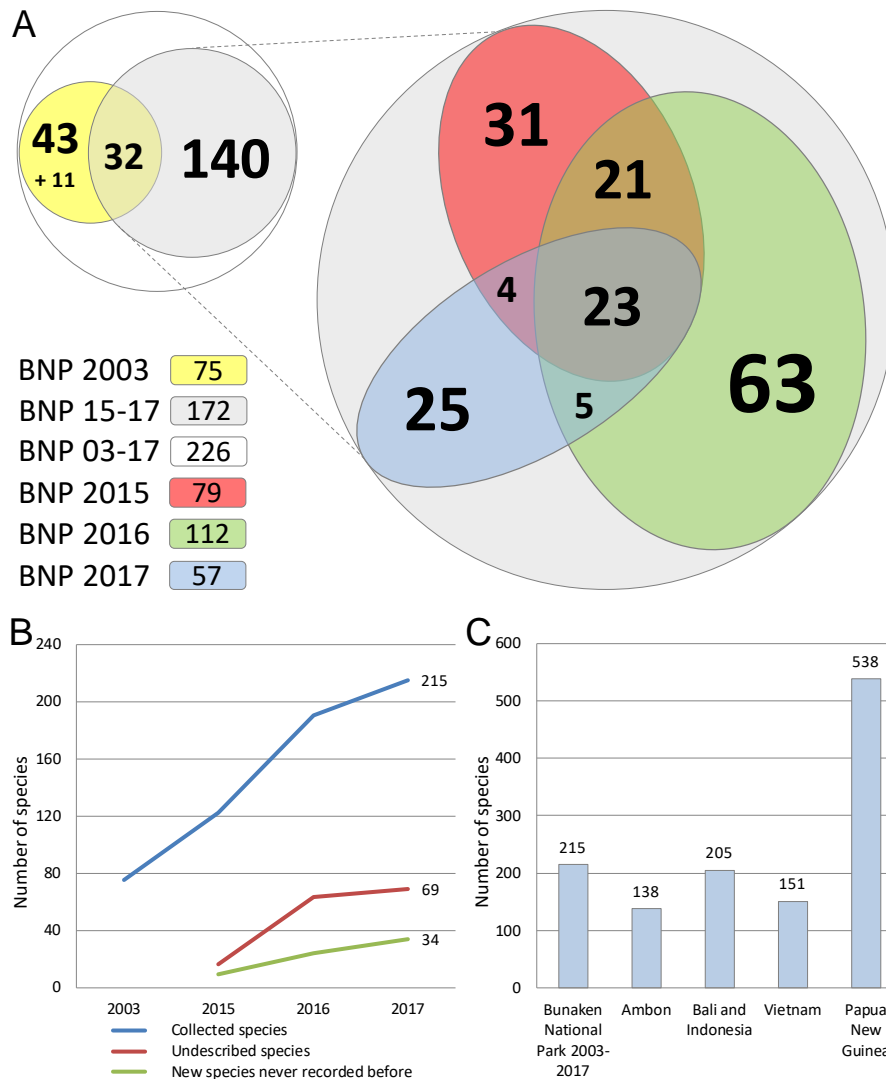 A
43
+ 11
32
140
31
21
4
23
63
25
5
BNP 2003 75
BNP 15-17 172
BNP 03-17 226
BNP 2015 79
BNP 2016 112
BNP 2017 57
B
Number of species
240
200
160
120
80
40
0
215
69
34
2003 2015 2016 2017
Collected species
Undescribed species
New species never recorded before
C
Number of species
600
500
400
300
200
100
0
215
138
205
151
538
Bunaken
National
Park 2003-
2017
Ambon
Bali and
Indonesia
Vietnam
Papua
New
Guinea